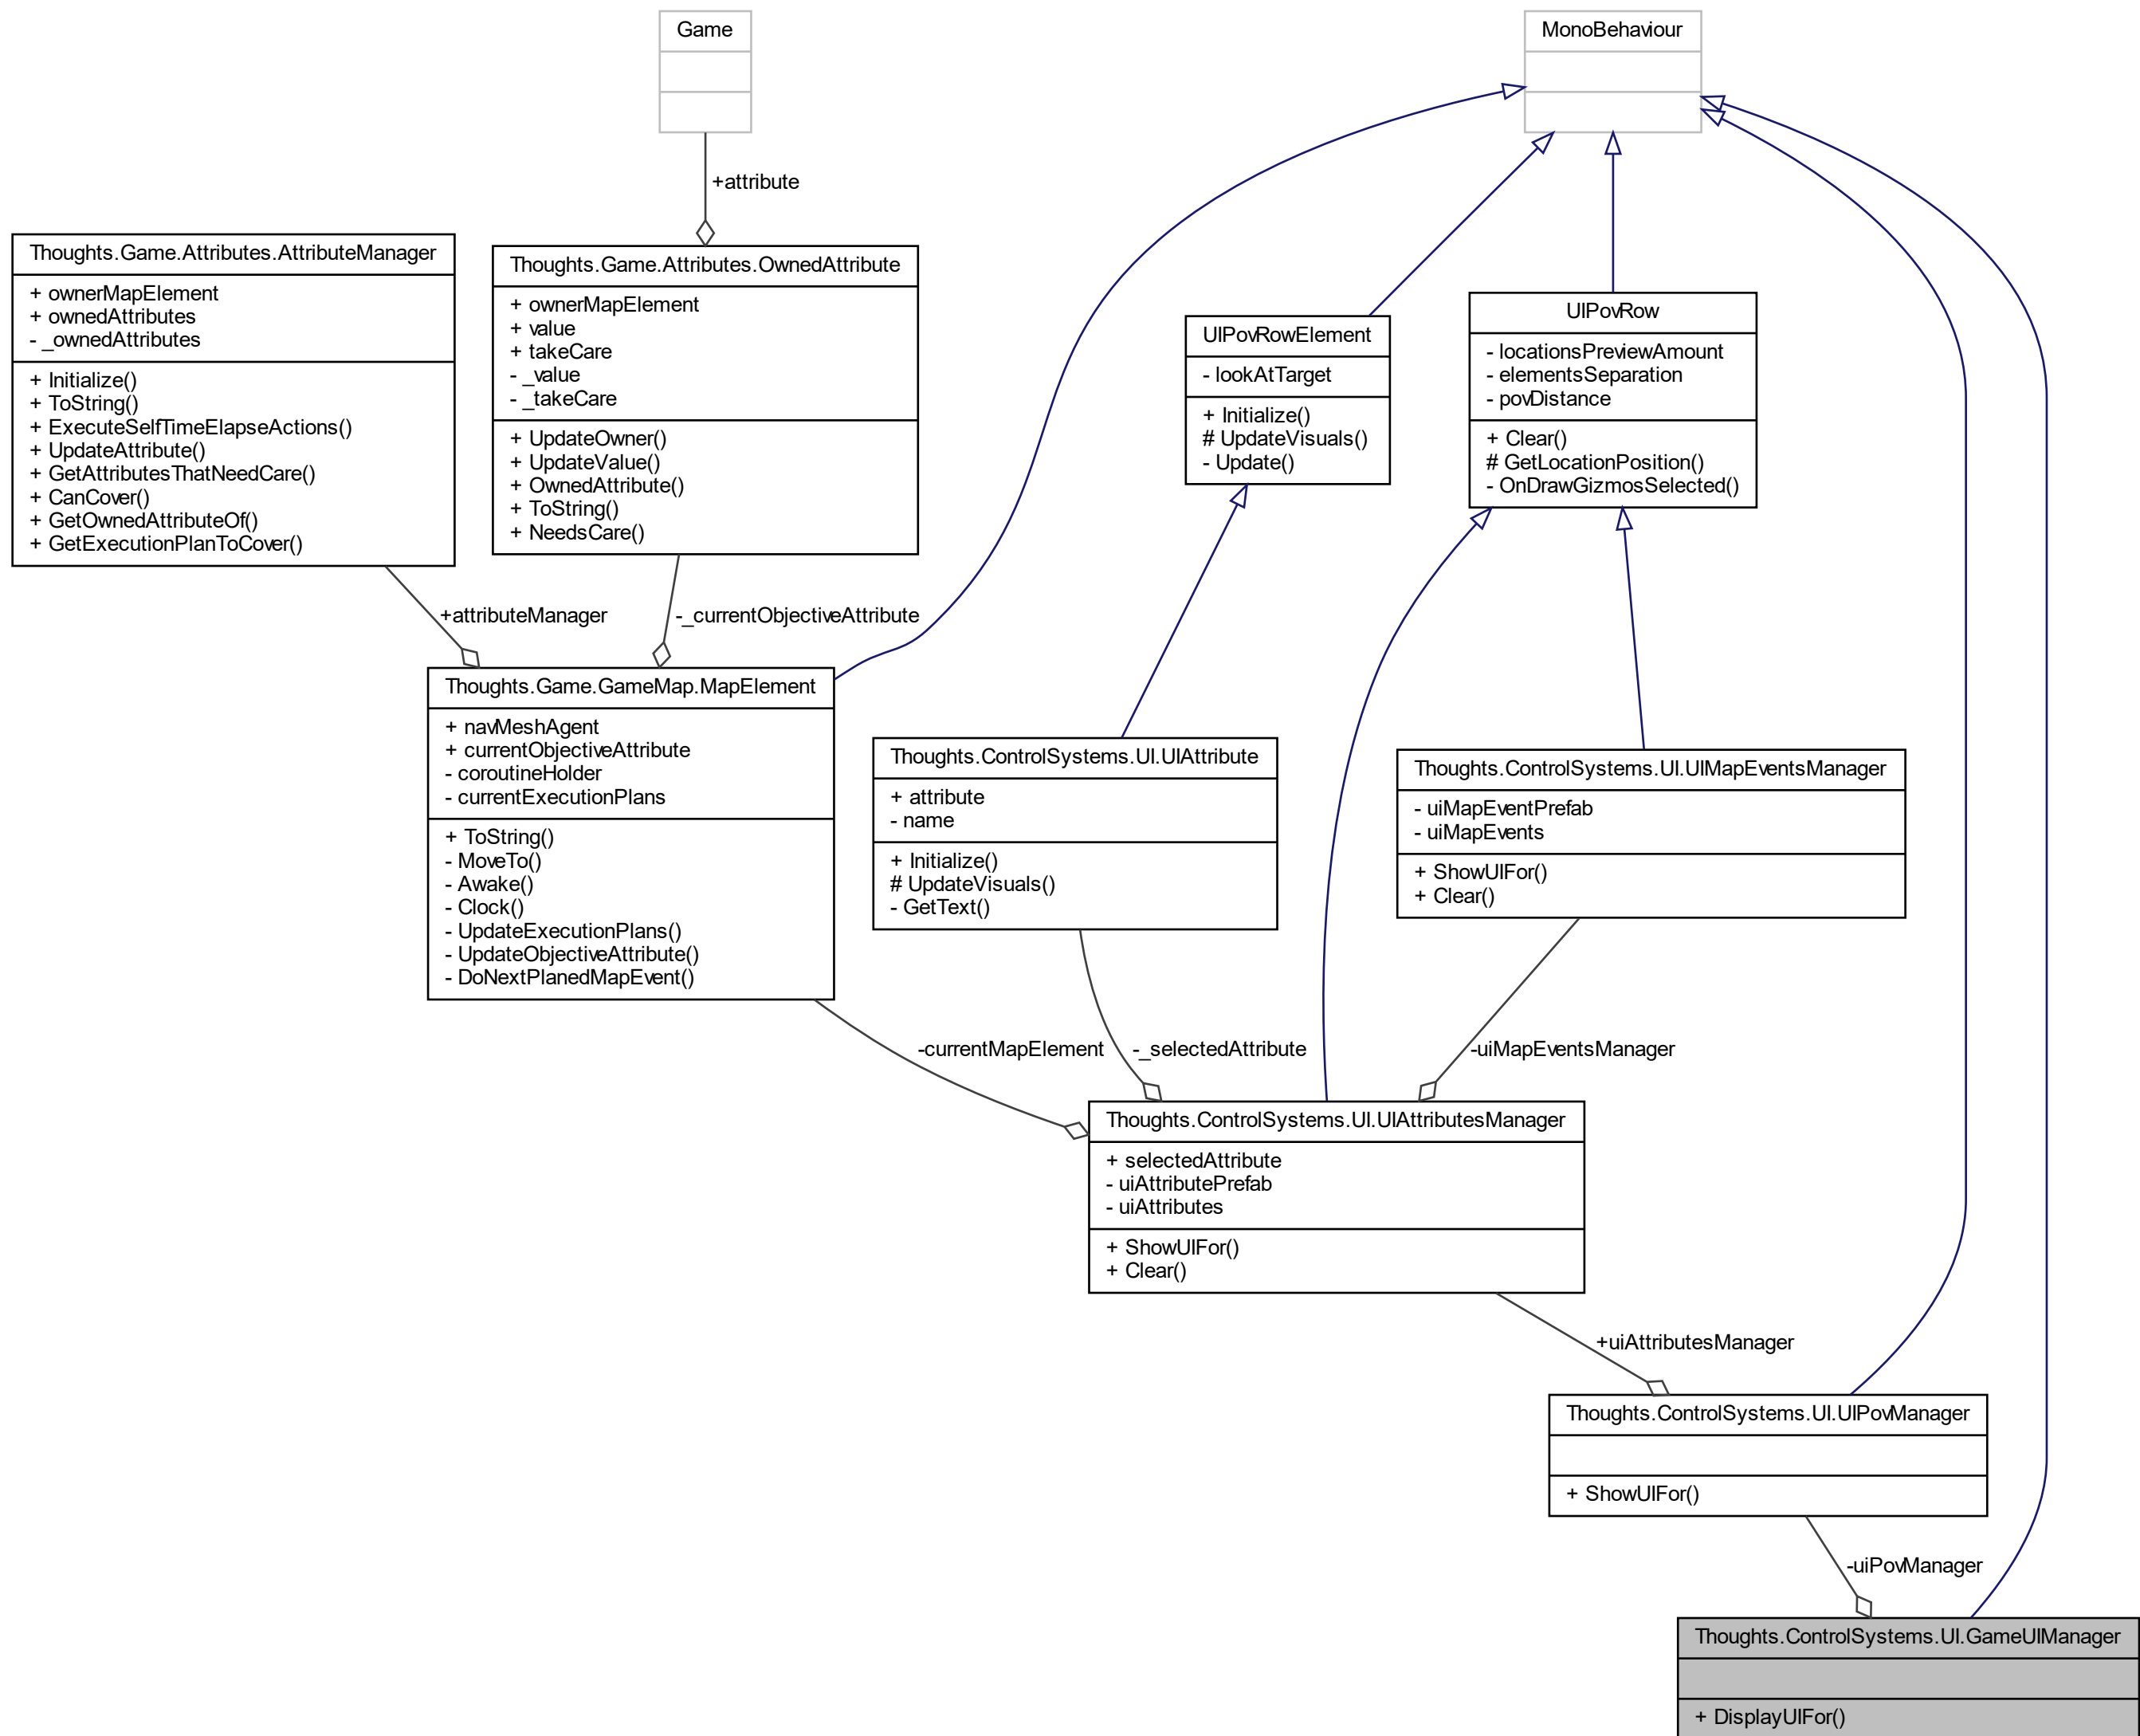 Game
MonoBehaviour
+attribute
Thoughts.Game.Attributes.AttributeManager
+ ownerMapElement
+ ownedAttributes
- _ownedAttributes
+ Initialize()
+ ToString()
+ ExecuteSelfTimeElapseActions()
+ UpdateAttribute()
+ GetAttributesThatNeedCare()
+ CanCover()
+ GetOwnedAttributeOf()
+ GetExecutionPlanToCover()
Thoughts.Game.Attributes.OwnedAttribute
+ ownerMapElement
+ value
+ takeCare
- _value
- _takeCare
+ UpdateOwner()
+ UpdateValue()
+ OwnedAttribute()
+ ToString()
+ NeedsCare()
UIPovRowElement
- lookAtTarget
+ Initialize()
# UpdateVisuals()
- Update()
UIPovRow
- locationsPreviewAmount
- elementsSeparation
- povDistance
+ Clear()
# GetLocationPosition()
- OnDrawGizmosSelected()
+attributeManager
-_currentObjectiveAttribute
Thoughts.Game.GameMap.MapElement
+ navMeshAgent
+ currentObjectiveAttribute
- coroutineHolder
- currentExecutionPlans
+ ToString()
- MoveTo()
- Awake()
- Clock()
- UpdateExecutionPlans()
- UpdateObjectiveAttribute()
- DoNextPlanedMapEvent()
Thoughts.ControlSystems.UI.UIAttribute
+ attribute
- name
+ Initialize()
# UpdateVisuals()
- GetText()
Thoughts.ControlSystems.UI.UIMapEventsManager
- uiMapEventPrefab
- uiMapEvents
+ ShowUIFor()
+ Clear()
-currentMapElement
-_selectedAttribute
-uiMapEventsManager
Thoughts.ControlSystems.UI.UIAttributesManager
+ selectedAttribute
- uiAttributePrefab
- uiAttributes
+ ShowUIFor()
+ Clear()
+uiAttributesManager
Thoughts.ControlSystems.UI.UIPovManager
+ ShowUIFor()
-uiPovManager
Thoughts.ControlSystems.UI.GameUIManager
+ DisplayUIFor()